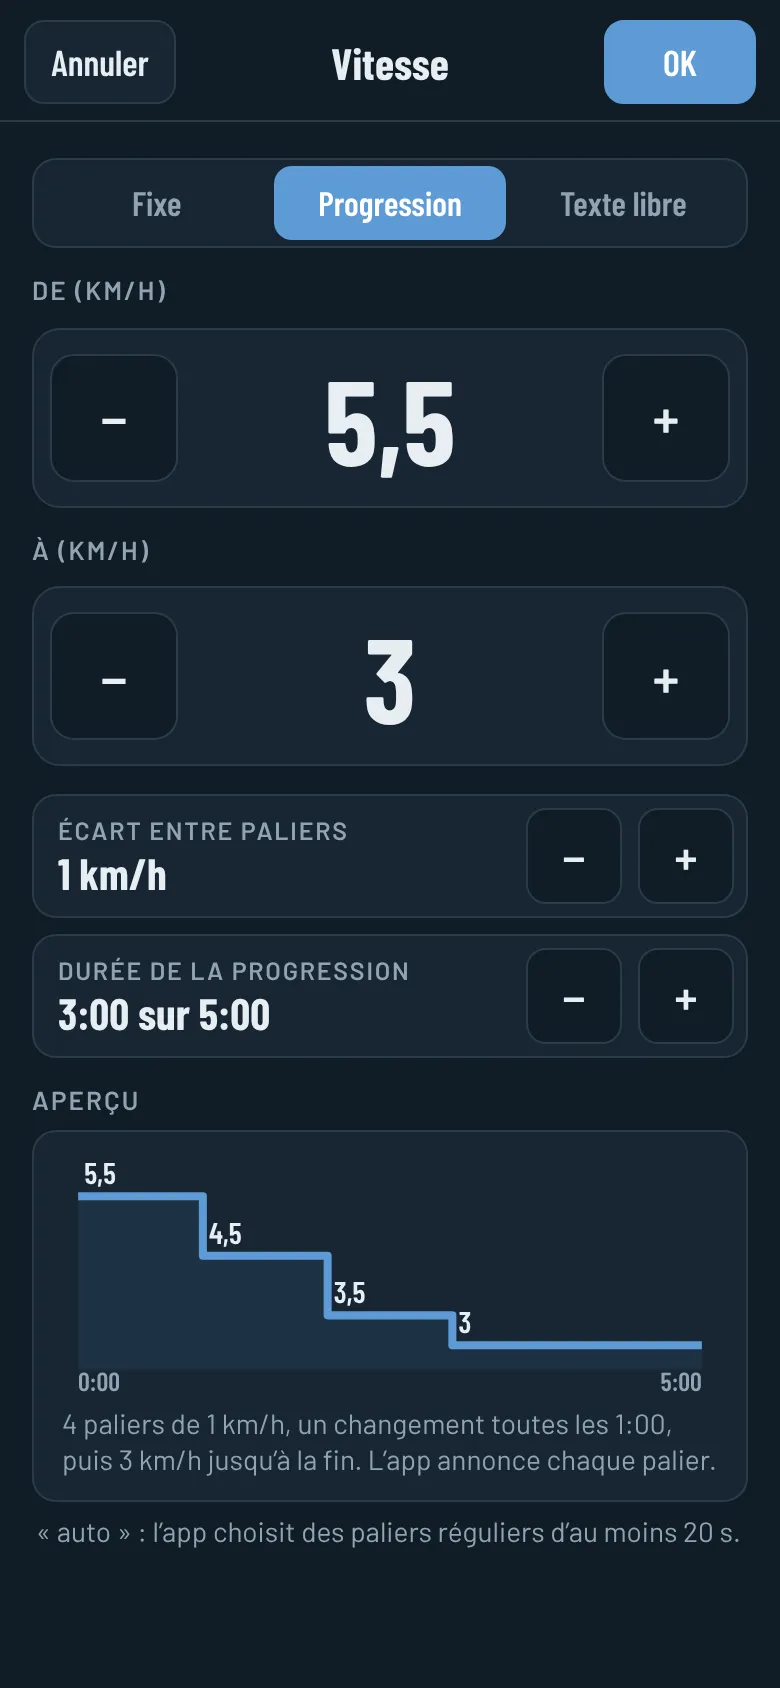 Annuler
Vitesse
OK
Fixe
Progression
Texte libre
DE (KM/H)
− 5,5 +
À (KM/H)
− 3 +
ÉCART ENTRE PALIERS
1 km/h
− +
DURÉE DE LA PROGRESSION
3:00 sur 5:00
− +
APERÇU
5,5
4,5
3,5
3
0:00
5:00
4 paliers de 1 km/h, un changement toutes les 1:00,
puis 3 km/h jusqu’à la fin. L’app annonce chaque palier.
« auto » : l’app choisit des paliers réguliers d’au moins 20 s.